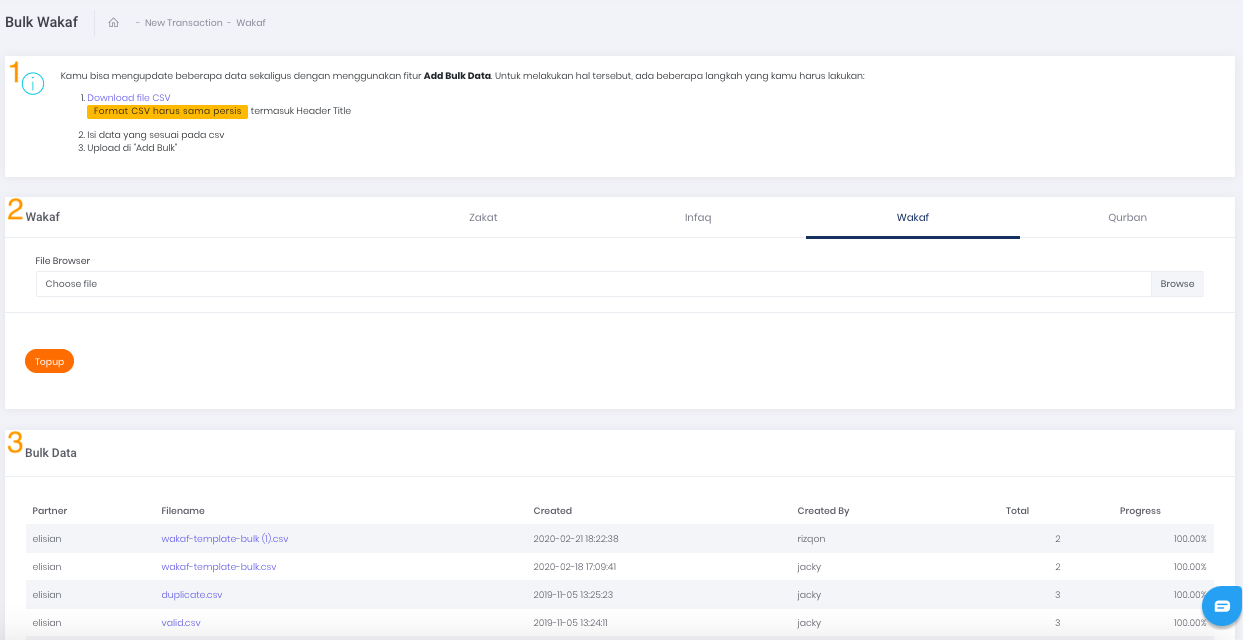 Bulk Wakaf
- New Transaction - Wakaf
1
Kamu bisa mengupdate beberapa data sekaligus dengan menggunakan fitur Add Bulk Data. Untuk melakukan hal tersebut, ada beberapa langkah yang kamu harus lakukan:
1. Download file CSV
Format CSV harus sama persis termasuk Header Title
2. Isi data yang sesuai pada csv
3. Upload di "Add Bulk"
2
Wakaf Zakat Infaq Wakaf Qurban
File Browser
Choose file Browse
Topup
3
Bulk Data
Partner Filename Created Created By Total Progress
elisian wakaf-template-bulk (1).csv 2020-02-21 18:22:38 rizqon 2 100.00%
elisian wakaf-template-bulk.csv 2020-02-18 17:09:41 jacky 2 100.00%
elisian duplicate.csv 2019-11-05 13:25:23 jacky 3 100.00%
elisian valid.csv 2019-11-05 13:24:11 jacky 3 100.00%